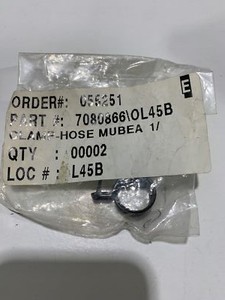 E
ORDER#: 056251
PART #: 7080866\OL45B
CLAMP-HOSE MUBEA 1/
QTY : 00002
LOC # : L45B